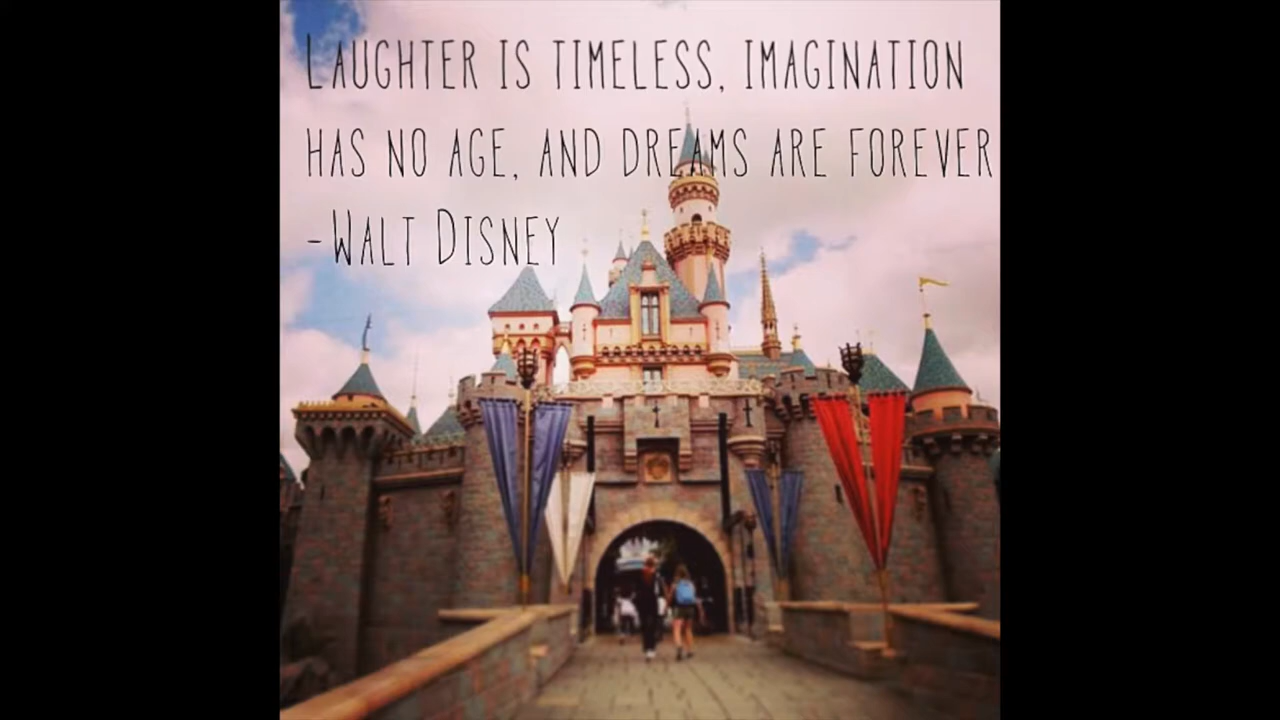 Laughter is timeless, imagination
has no age, and dreams are forever
-Walt Disney